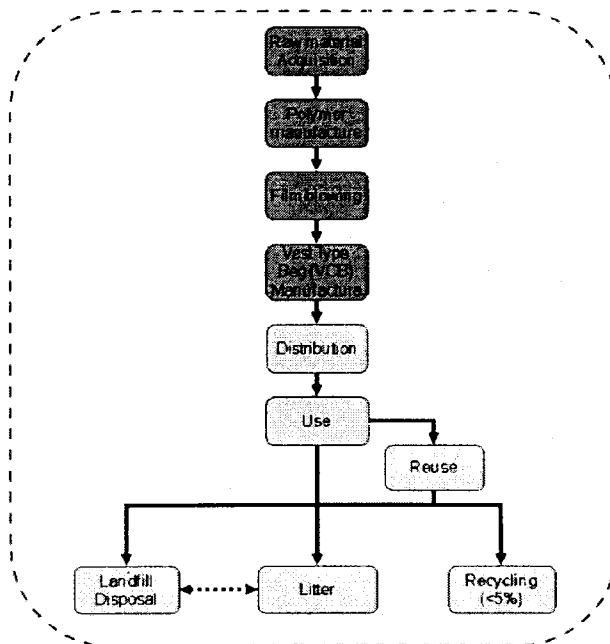 Raw material
Acquisition
Polymer
manufacture
Film blowing
Vest Type
Bag (VCB)
Manufacture
Distribution
Use
Reuse
Landfill
Disposal
Litter
Recycling
(<5%)